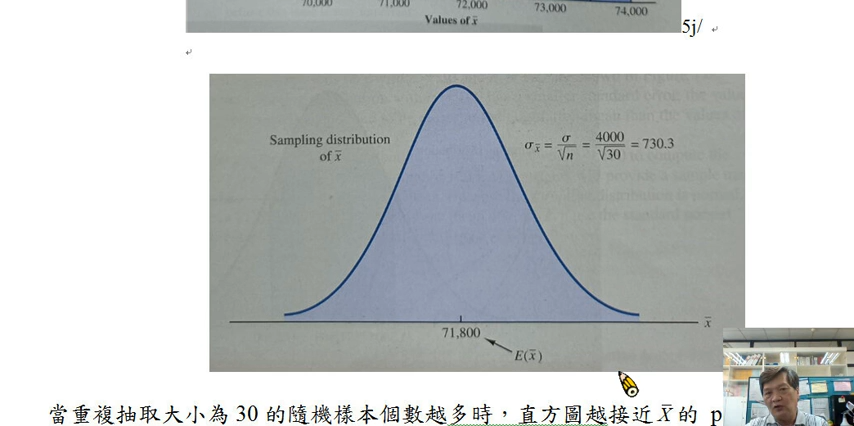 70,000 71,000 72,000 73,000 74,000
Values of x̄
5j/
Sampling distribution
of x̄
σx̄ = σ/√n = 4000/√30 = 730.3
x̄
71,800
E(x̄)
當重複抽取大小為 30 的隨機樣本個數越多時，直方圖越接近 X̄ 的 p